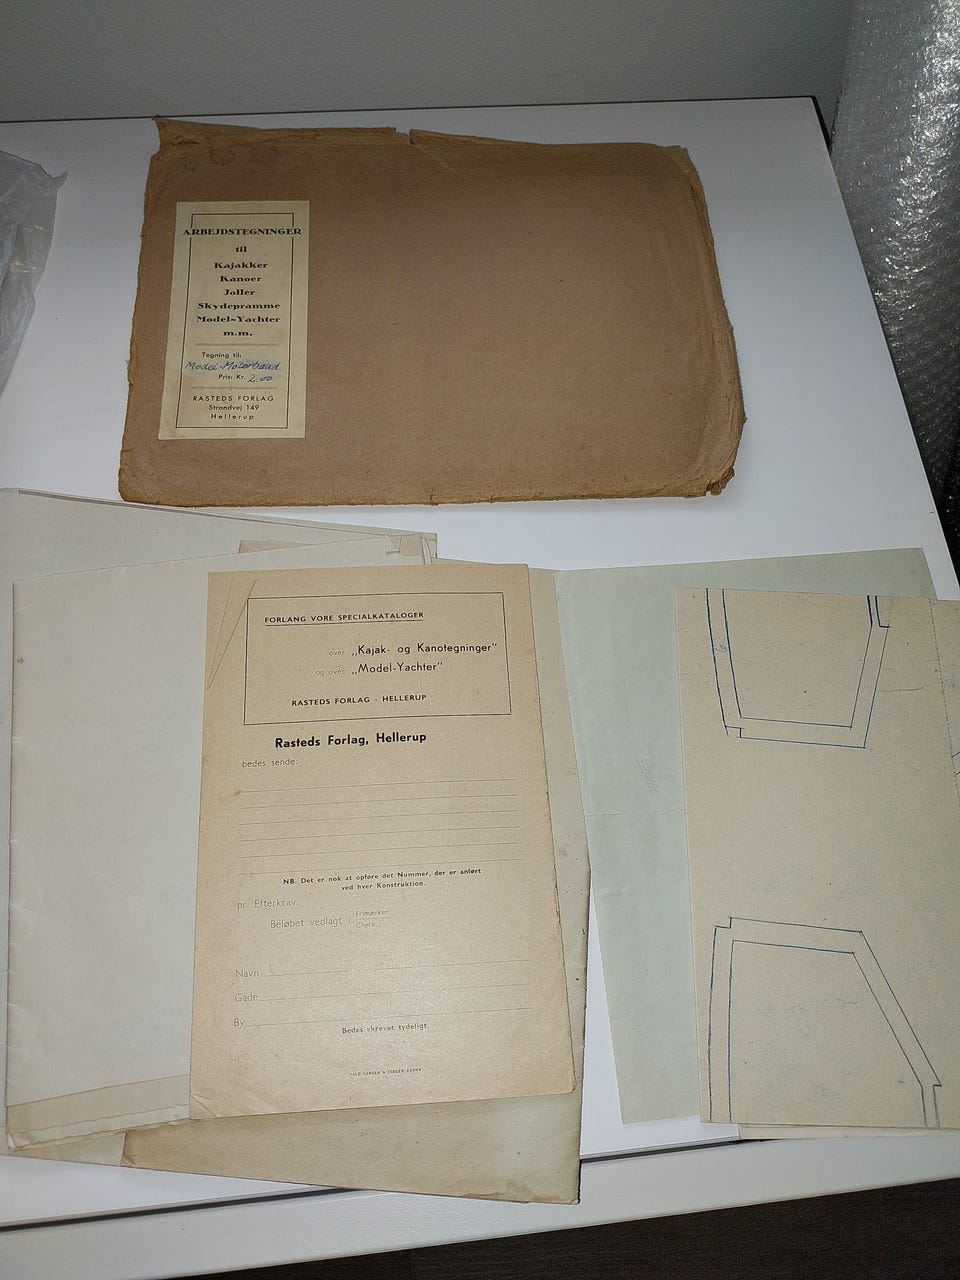 ARBEJDSTEGNINGER
til
Kajakker
Kanoer
Joller
Skydepramme
Model-Yachter
m.m.
Tegning til:
Model-Motorbaad
Pris: Kr. 2.00
RASTEDS FORLAG
Strandvej 149
Hellerup
FORLANG VORE SPECIALKATALOGER
over „Kajak- og Kanotegninger"
og over „Model-Yachter"
RASTEDS FORLAG - HELLERUP
Rasteds Forlag, Hellerup
bedes sende:
NB. Det er nok at opføre det Nummer, der er anført
ved hver Konstruktion.
pr. Efterkrav.
Beløbet vedlagt i Frimærker.
Check.
Navn
Gade
By
Bedes skrevet tydeligt.